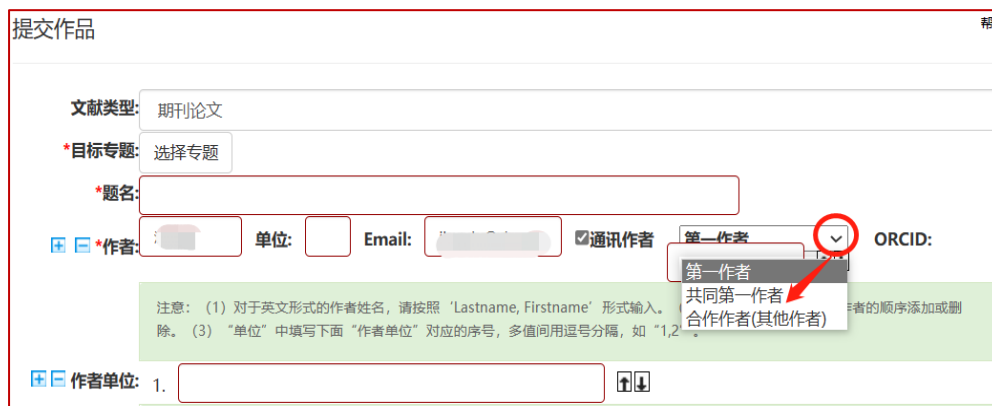 提交作品
帮
文献类型: 期刊论文
*目标专题: 选择专题
*题名:
*作者: 单位: Email: 通讯作者 第一作者 ORCID:
第一作者
共同第一作者
合作作者(其他作者)
注意: (1) 对于英文形式的作者姓名,请按照 ‘Lastname, Firstname’ 形式输入。 作者的顺序添加或删
除。 (3) “单位”中填写下面“作者单位”对应的序号,多值间用逗号分隔,如“1,2”。
作者单位: 1.